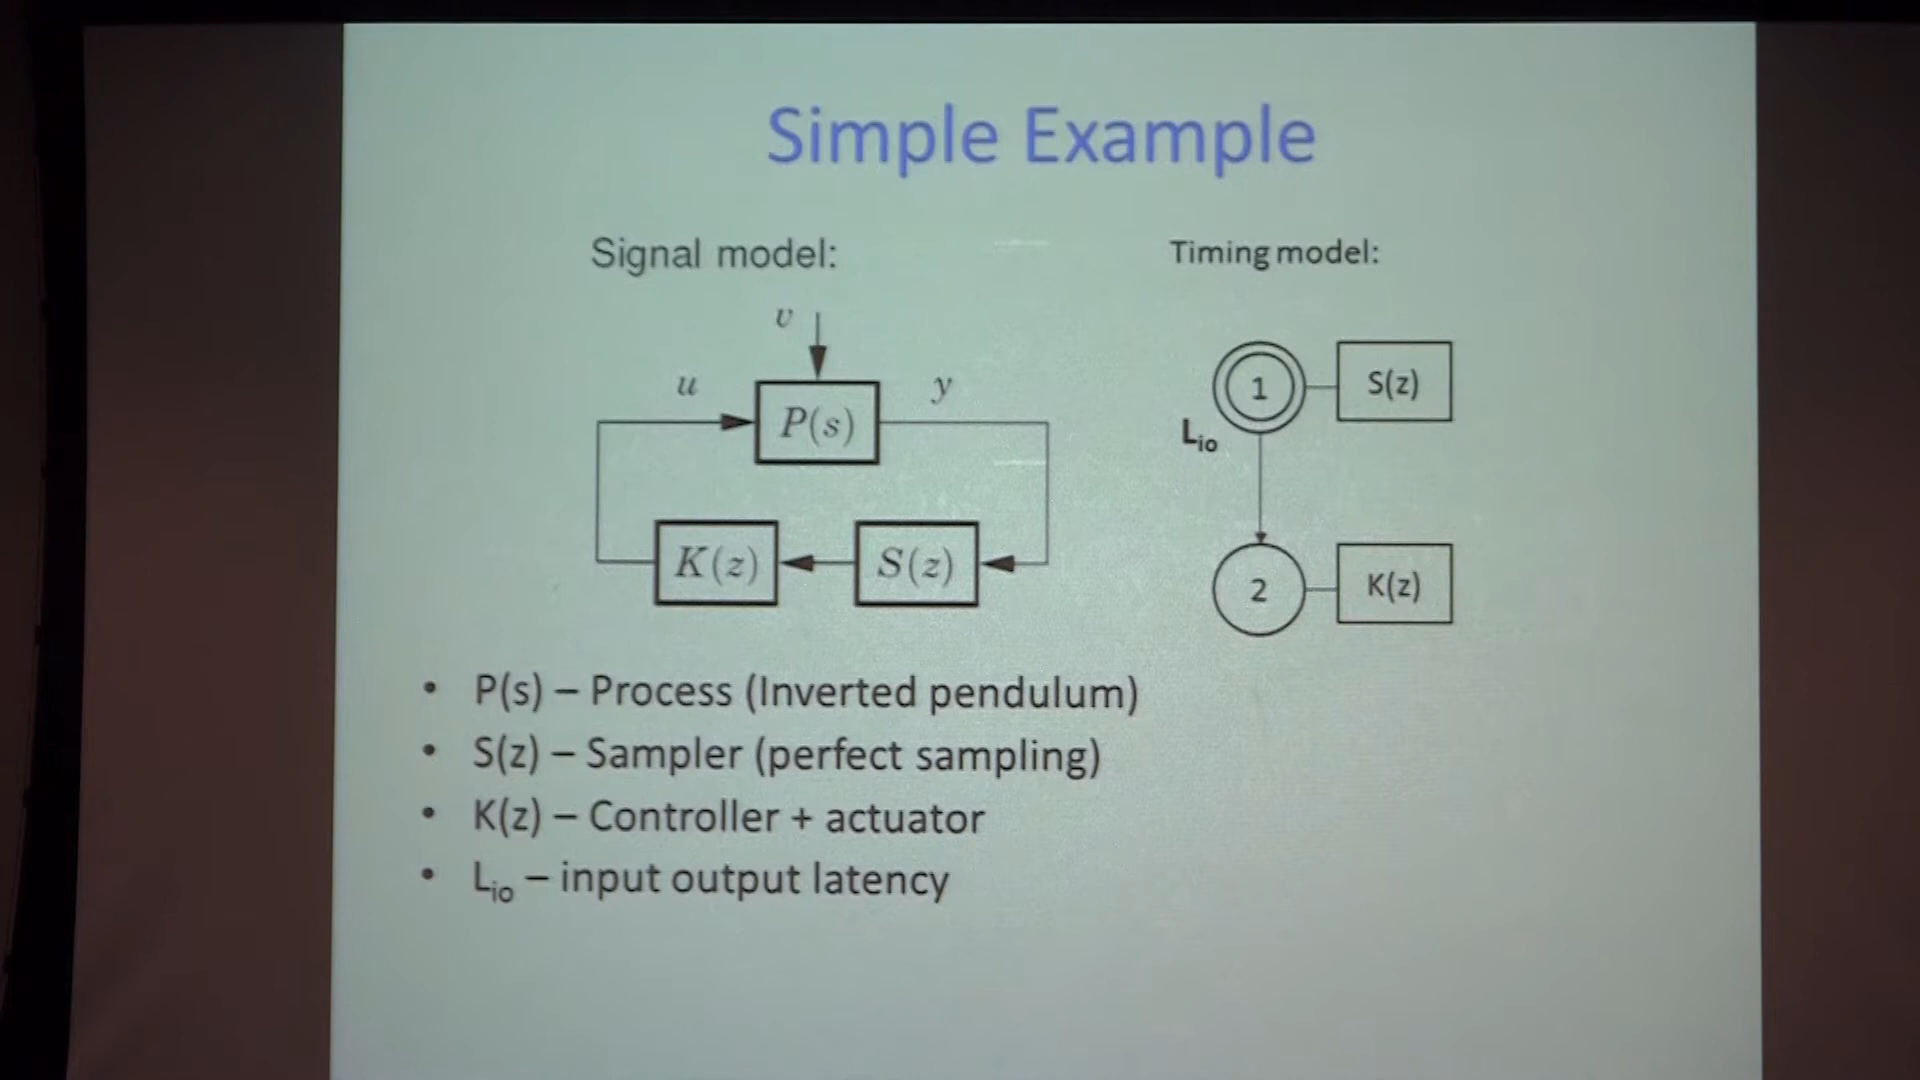 Simple Example
Signal model:
Timing model:
v
u
y
P(s)
K(z)
S(z)
1
S(z)
Lio
2
K(z)
• P(s) – Process (Inverted pendulum)
• S(z) – Sampler (perfect sampling)
• K(z) – Controller + actuator
• Lio – input output latency